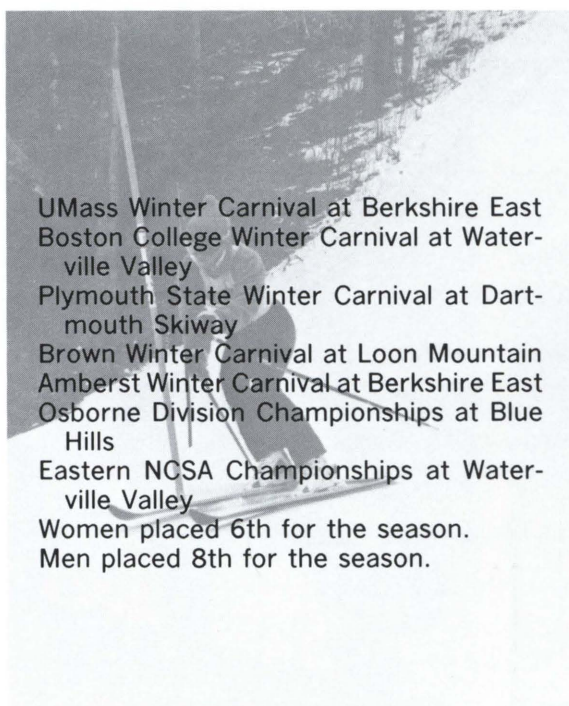 UMass Winter Carnival at Berkshire East
Boston College Winter Carnival at Water-
ville Valley
Plymouth State Winter Carnival at Dart-
mouth Skiway
Brown Winter Carnival at Loon Mountain
Amberst Winter Carnival at Berkshire East
Osborne Division Championships at Blue
Hills
Eastern NCSA Championships at Water-
ville Valley
Women placed 6th for the season.
Men placed 8th for the season.